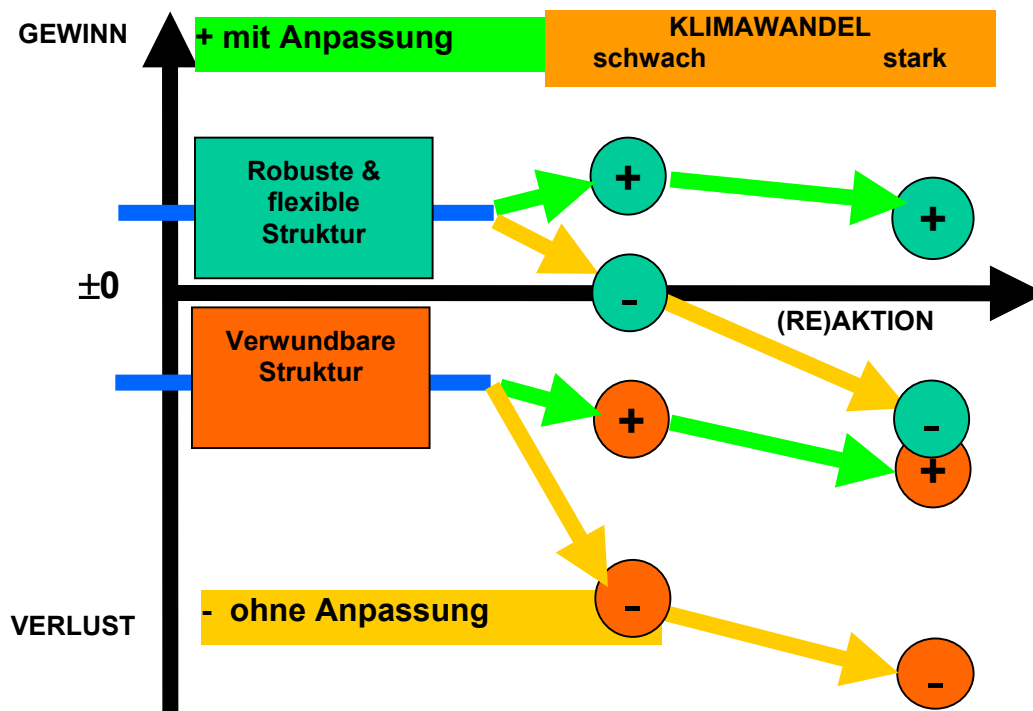 GEWINN
+ mit Anpassung
KLIMAWANDEL
schwach stark
Robuste &
flexible
Struktur
+
+
±0
-
(RE)AKTION
Verwundbare
Struktur
+
-
+
- ohne Anpassung
-
VERLUST
-